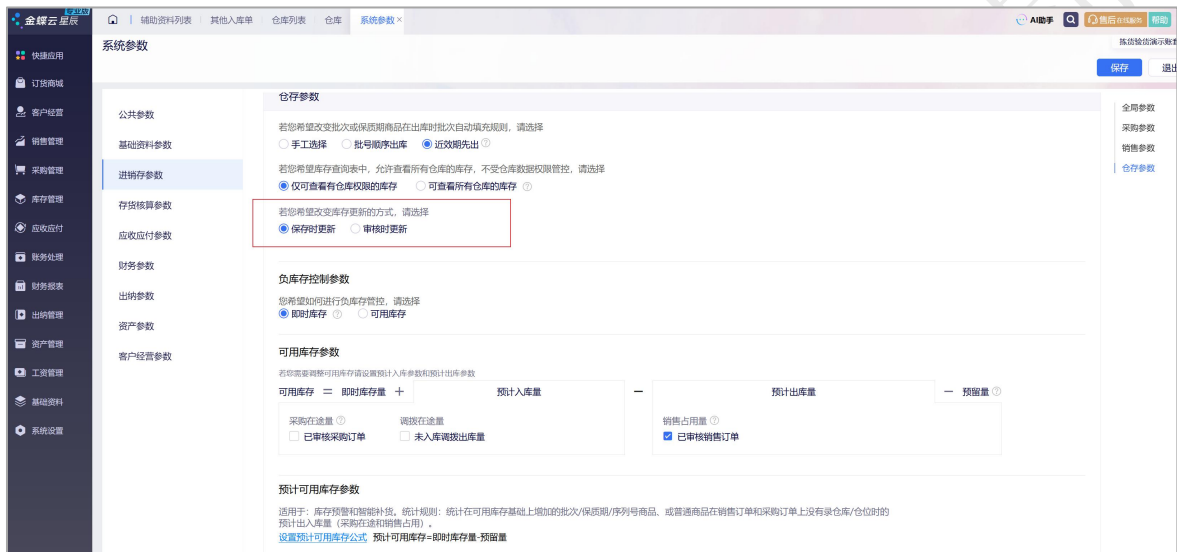 金蝶云星辰 专业版
辅助资料列表 其他入库单 仓库列表 仓库 系统参数 ×
AI助手 售后在线服务 帮助
系统参数
陈货验货演示账套
保存 退出
快捷应用
订货商城
客户经营
销售管理
采购管理
库存管理
应收应付
账务处理
财务报表
出纳管理
资产管理
工资管理
基础资料
系统设置
公共参数
基础资料参数
进销存参数
存货核算参数
应收应付参数
财务参数
出纳参数
资产参数
客户经营参数
仓存参数
若您希望改变批次或保质期商品在出库时批次自动填充规则，请选择
手工选择 批号顺序出库 近效期先出
若您希望库存查询表中，允许查看所有仓库的库存，不受仓库数据权限管控，请选择
仅可查看有仓库权限的库存 可查看所有仓库的库存
若您希望改变库存更新的方式，请选择
保存时更新 审核时更新
负库存控制参数
您希望如何进行负库存管控，请选择
即时库存 可用库存
可用库存参数
若您需要调整可用库存请设置预计入库参数和预计出库参数
可用库存 = 即时库存量 + 预计入库量 − 预计出库量 − 预留量
采购在途量 调拨在途量 销售占用量
已审核采购订单 未入库调拨出库量 已审核销售订单
预计可用库存参数
适用于：库存预警和智能补货。统计规则：统计在可用库存基础上增加的批次/保质期/序列号商品、或普通商品在销售订单和采购订单上没有录仓库/仓位时的
预计出入库量（采购在途和销售占用）。
设置预计可用库存公式 预计可用库存=即时库存量-预留量
全局参数
采购参数
销售参数
仓存参数